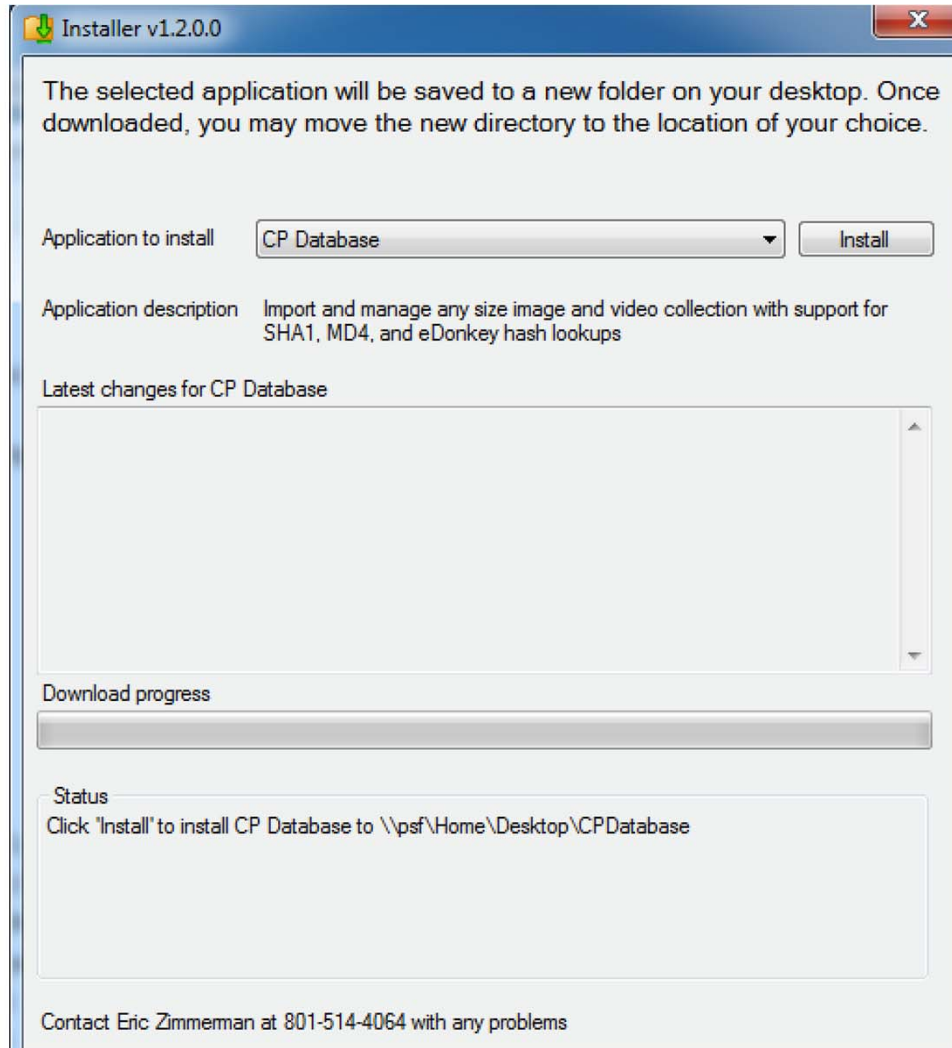 Installer v1.2.0.0
The selected application will be saved to a new folder on your desktop. Once
downloaded, you may move the new directory to the location of your choice.
Application to install CP Database Install
Application description Import and manage any size image and video collection with support for
SHA1, MD4, and eDonkey hash lookups
Latest changes for CP Database
Download progress
Status
Click "Install" to install CP Database to \\psf\Home\Desktop\CPDatabase
Contact Eric Zimmerman at 801-514-4064 with any problems